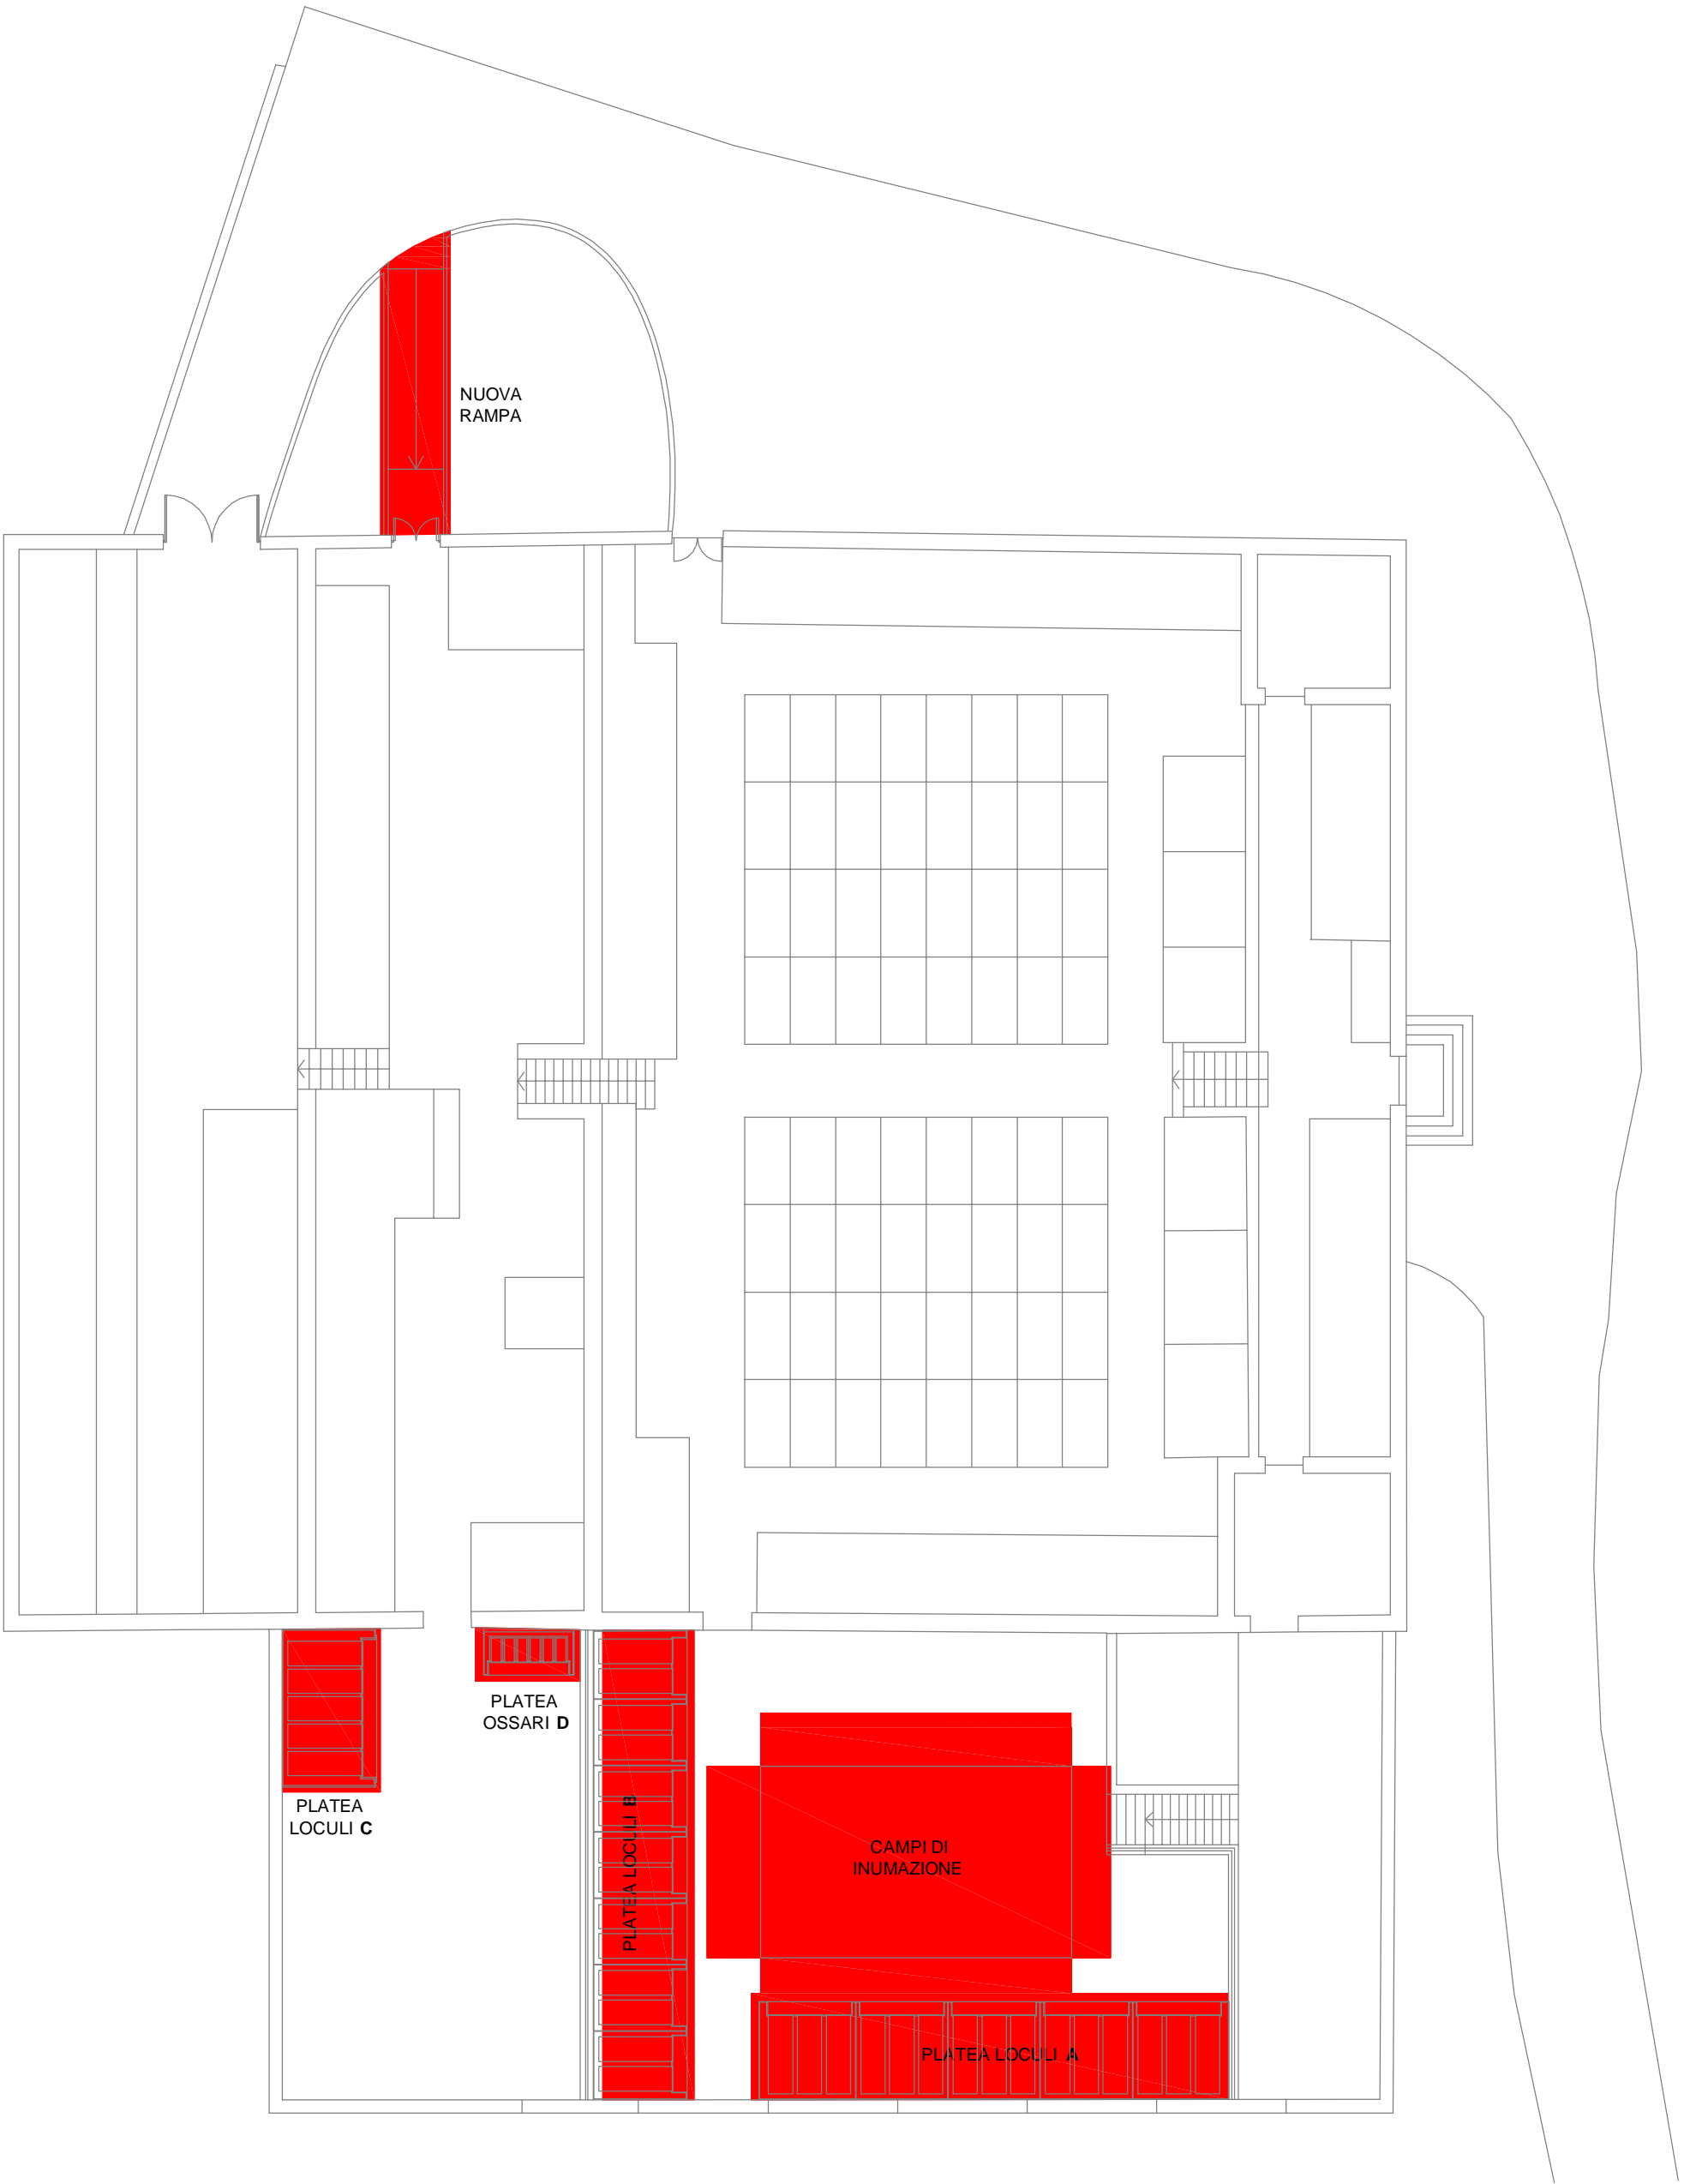 NUOVA
RAMPA
PLATEA
OSSARI D
PLATEA
LOCULI C
PLATEA LOCULI B
CAMPI DI
INUMAZIONE
PLATEA LOCULI A